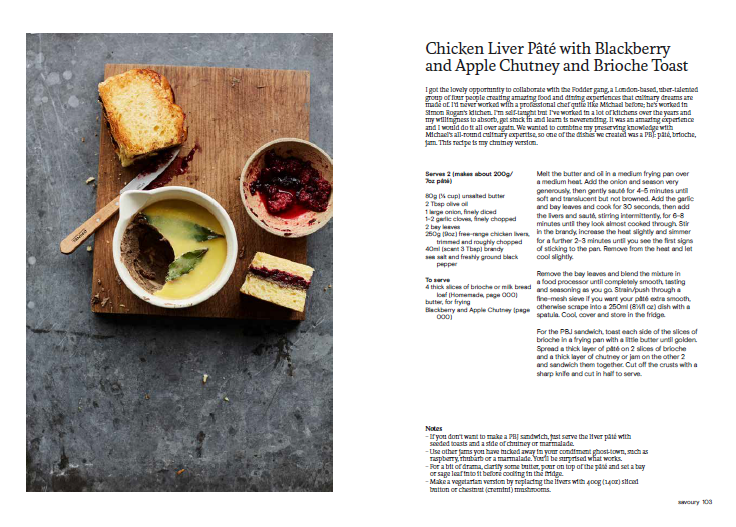 Chicken Liver Pâté with Blackberry
and Apple Chutney and Brioche Toast
I got the lovely opportunity to collaborate with the Fodder gang, a London-based, uber-talented
group of four people creating amazing food and dining experiences that culinary dreams are
made of. I'd never worked with a professional chef quite like Michael before; he's worked in
Simon Rogan's kitchen. I'm self-taught but I've worked in a lot of kitchens over the years and
my willingness to absorb, get stuck in and learn is neverending. It was an amazing experience
and I would do it all over again. We wanted to combine my preserving knowledge with
Michael's all-round culinary expertise, so one of the dishes we created was a PBJ: pâté, brioche,
jam. This recipe is my chutney version.
Serves 2 (makes about 200g/
7oz pâté)
60g (¼ cup) unsalted butter
2 Tbsp olive oil
1 large onion, finely diced
1–2 garlic cloves, finely chopped
2 bay leaves
250g (9oz) free-range chicken livers,
trimmed and roughly chopped
40ml (scant 3 Tbsp) brandy
sea salt and freshly ground black
pepper
To serve
4 thick slices of brioche or milk bread
loaf (Homemade, page 000)
butter, for frying
Blackberry and Apple Chutney (page
000)
Melt the butter and oil in a medium frying pan over
a medium heat. Add the onion and season very
generously, then gently sauté for 4–5 minutes until
soft and translucent but not browned. Add the garlic
and bay leaves and cook for 30 seconds, then add
the livers and sauté, stirring intermittently, for 6–8
minutes until they look almost cooked through. Stir
in the brandy, increase the heat slightly and simmer
for a further 2–3 minutes until you see the first signs
of sticking to the pan. Remove from the heat and let
cool slightly.
Remove the bay leaves and blend the mixture in
a food processor until completely smooth, tasting
and seasoning as you go. Strain/push through a
fine-mesh sieve if you want your pâté extra smooth,
otherwise scrape into a 250ml (8½fl oz) dish with a
spatula. Cool, cover and store in the fridge.
For the PBJ sandwich, toast each side of the slices of
brioche in a frying pan with a little butter until golden.
Spread a thick layer of pâté on 2 slices of brioche
and a thick layer of chutney or jam on the other 2
and sandwich them together. Cut off the crusts with a
sharp knife and cut in half to serve.
Notes
– If you don't want to make a PBJ sandwich, just serve the liver pâté with
seeded toasts and a side of chutney or marmalade.
– Use other jams you have tucked away in your condiment ghost-town, such as
raspberry, rhubarb or a marmalade. You'll be surprised what works.
– For a bit of drama, clarify some butter, pour on top of the pâté and set a bay
or sage leaf into it before cooling in the fridge.
– Make a vegetarian version by replacing the livers with 400g (14oz) sliced
button or chestnut (cremini) mushrooms.
savoury 103